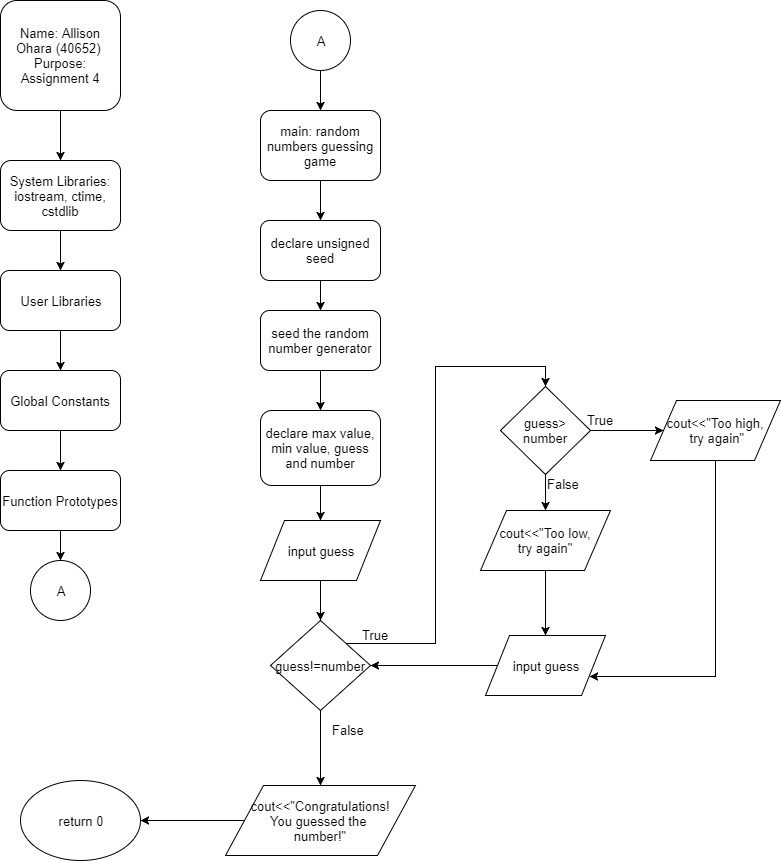 Name: Allison
Ohara (40652)
Purpose:
Assignment 4
System Libraries:
iostream, ctime,
cstdlib
User Libraries
Global Constants
Function Prototypes
A
A
main: random
numbers guessing
game
declare unsigned
seed
seed the random
number generator
declare max value,
min value, guess
and number
input guess
guess!=number
True
False
guess>
number
True
False
cout<<"Too high,
try again"
cout<<"Too low,
try again"
input guess
cout<<"Congratulations!
You guessed the
number!"
return 0